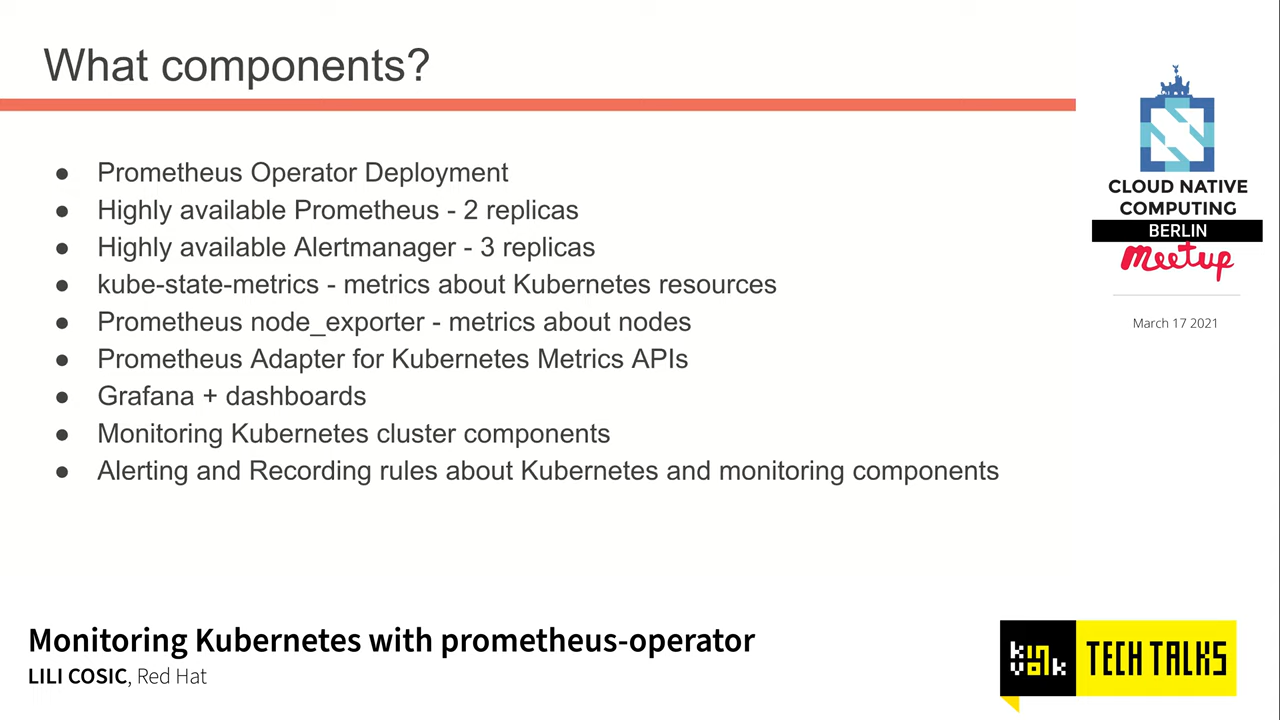 What components?
● Prometheus Operator Deployment
● Highly available Prometheus - 2 replicas
● Highly available Alertmanager - 3 replicas
● kube-state-metrics - metrics about Kubernetes resources
● Prometheus node_exporter - metrics about nodes
● Prometheus Adapter for Kubernetes Metrics APIs
● Grafana + dashboards
● Monitoring Kubernetes cluster components
● Alerting and Recording rules about Kubernetes and monitoring components
CLOUD NATIVE
COMPUTING
BERLIN
Meetup
March 17 2021
Monitoring Kubernetes with prometheus-operator
LILI COSIC, Red Hat
kinvolk
TECH TALKS